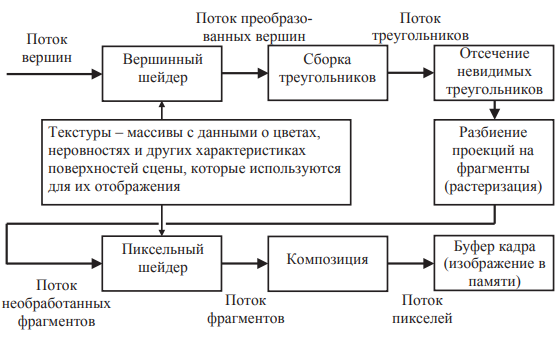 Поток
вершин
Вершинный
шейдер
Поток преобразо-
ванных вершин
Сборка
треугольников
Поток
треугольников
Отсечение
невидимых
треугольников
Текстуры – массивы с данными о цветах,
неровностях и других характеристиках
поверхностей сцены, которые используются
для их отображения
Разбиение
проекций на
фрагменты
(растеризация)
Поток
необработанных
фрагментов
Пиксельный
шейдер
Поток
фрагментов
Композиция
Поток
пикселей
Буфер кадра
(изображение в
памяти)